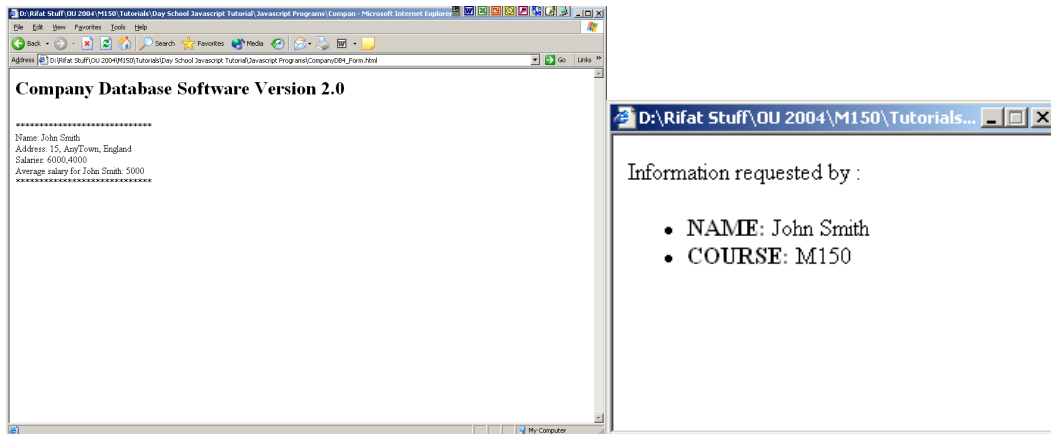 D:\Rifat Stuff\OU 2004\M150\Tutorials\Day School Javascript Tutorial\Javascript Programs\Compan - Microsoft Internet Explorer
File Edit View Favorites Tools Help
Back Search Favorites Media
Address D:\Rifat Stuff\OU 2004\M150\Tutorials\Day School Javascript Tutorial\Javascript Programs\CompanyDB4_Form.html Go Links »
Company Database Software Version 2.0
*****************************
Name: John Smith
Address: 15, AnyTown, England
Salaries: 6000,4000
Average salary for John Smith: 5000
*****************************
My Computer
D:\Rifat Stuff\OU 2004\M150\Tutorials...
Information requested by :
• NAME: John Smith
• COURSE: M150